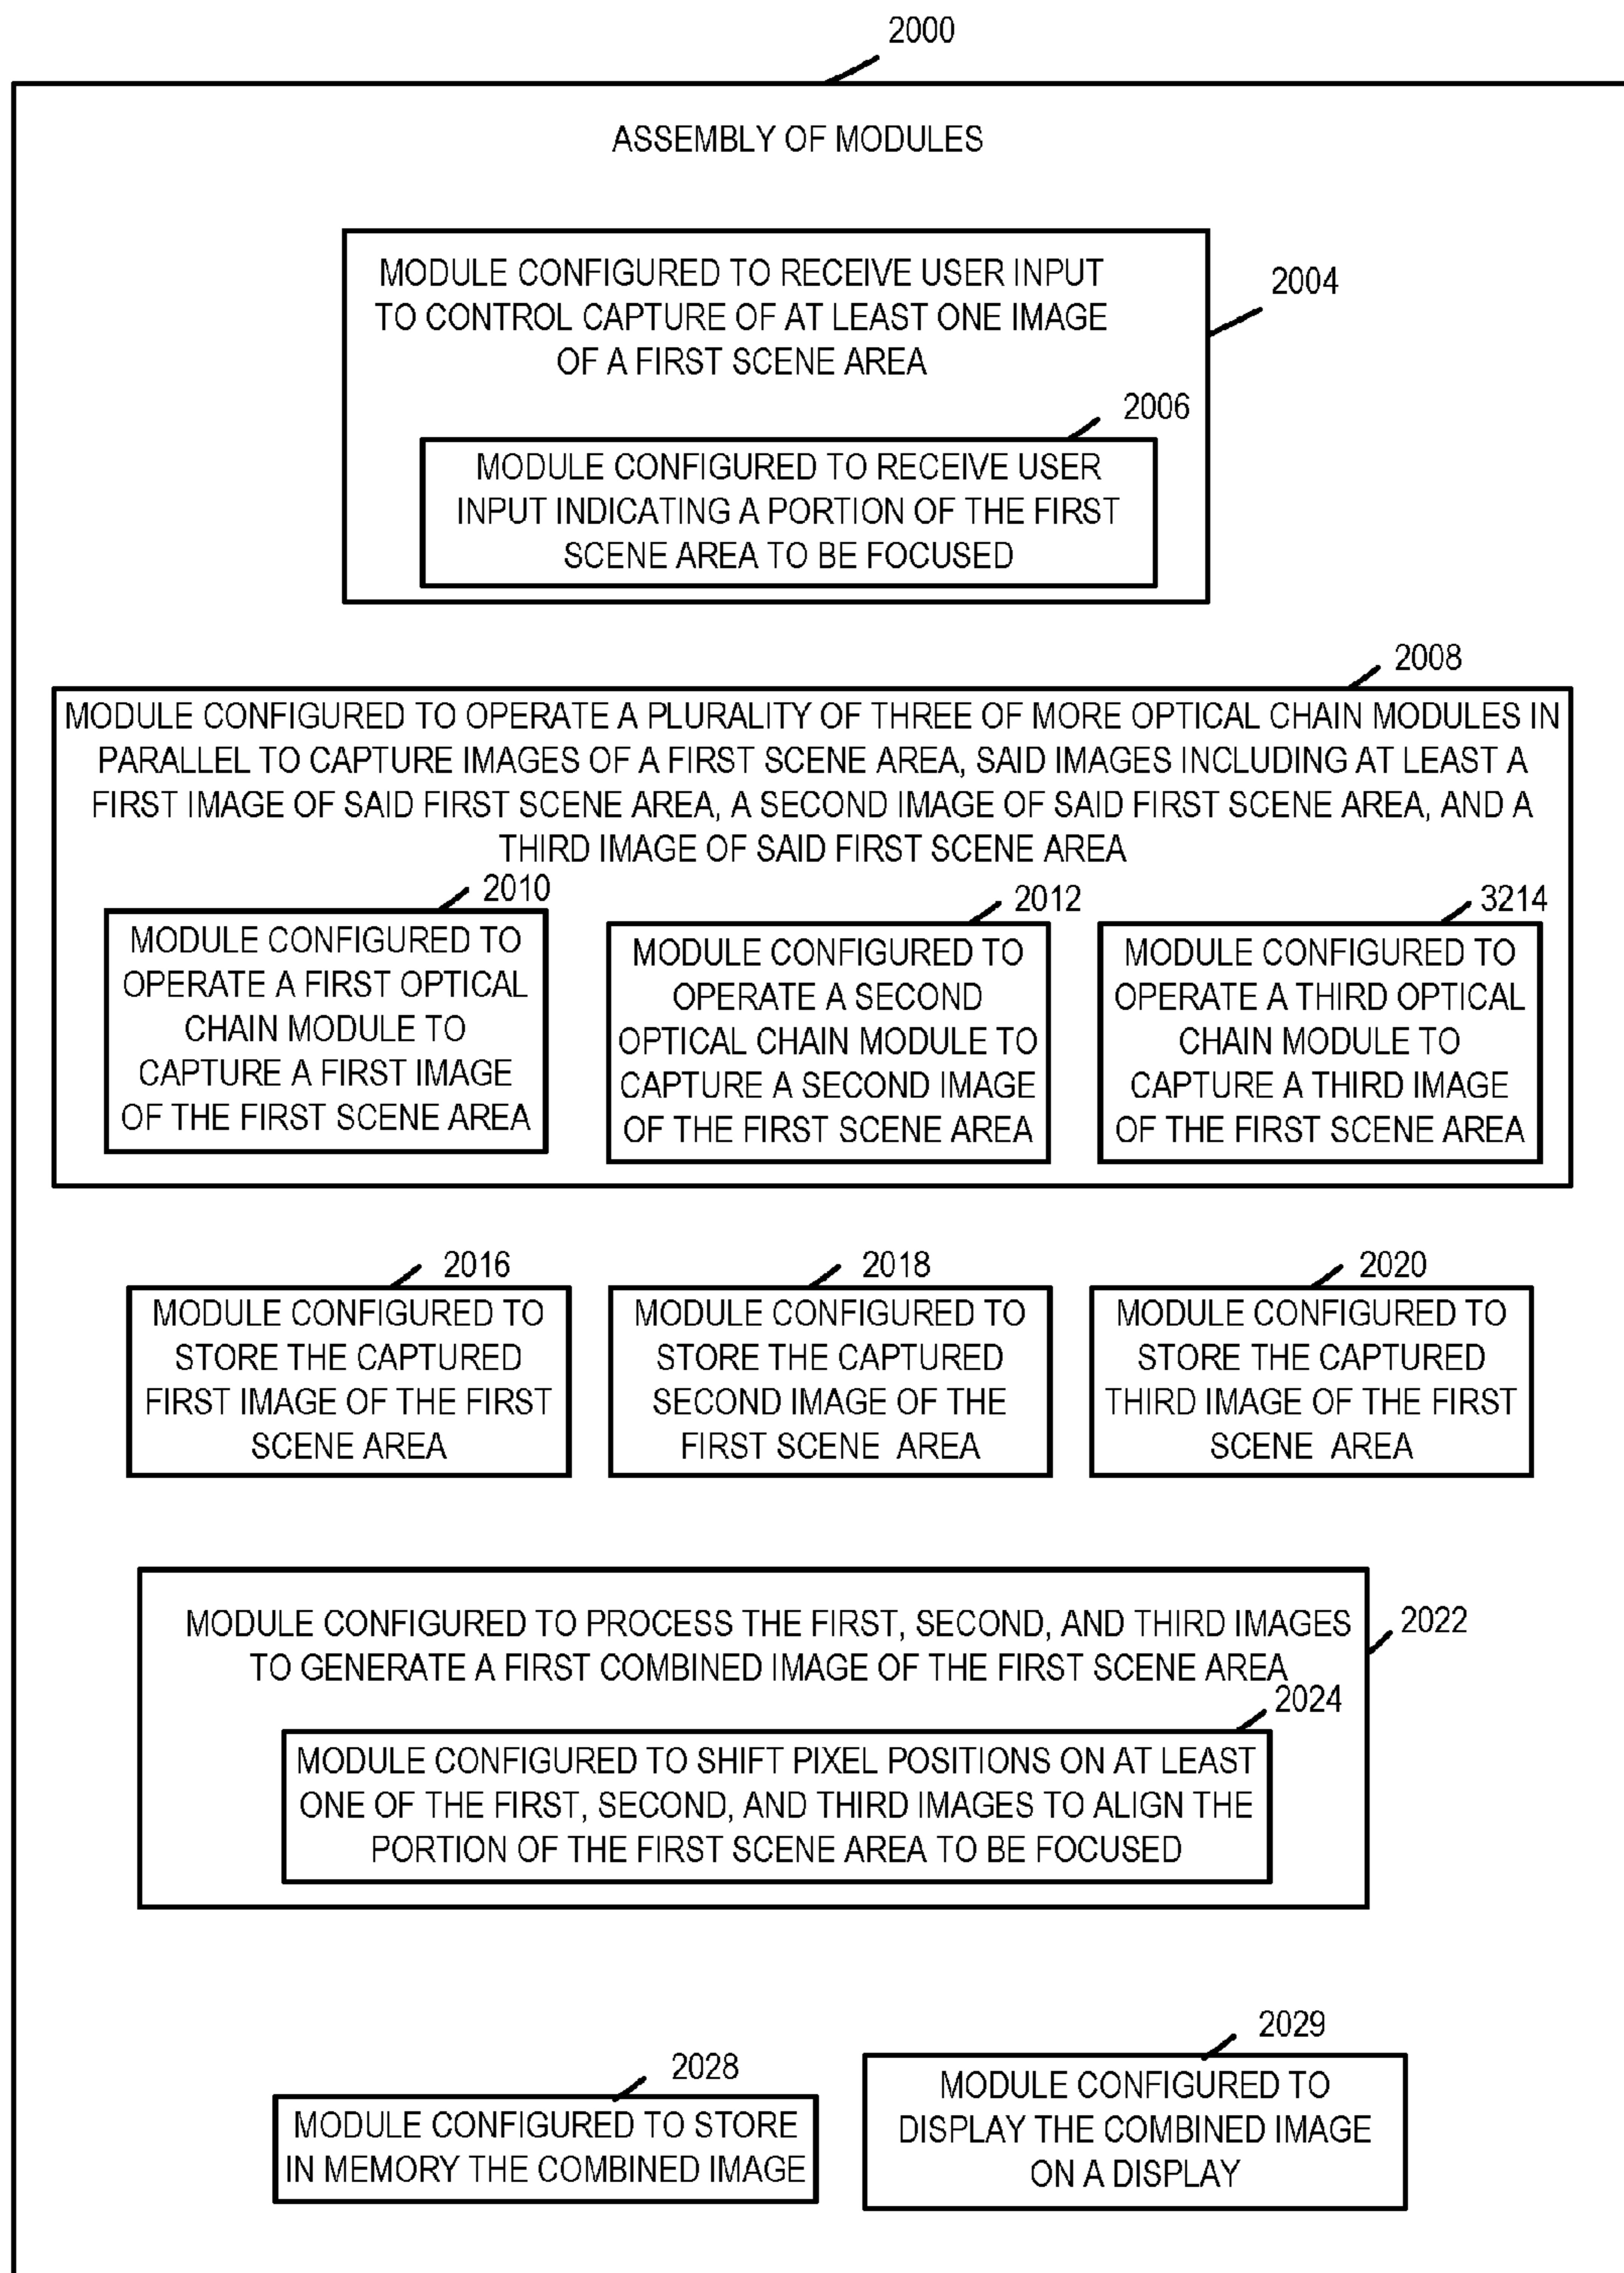 2000
ASSEMBLY OF MODULES
MODULE CONFIGURED TO RECEIVE USER INPUT
TO CONTROL CAPTURE OF AT LEAST ONE IMAGE
OF A FIRST SCENE AREA
2004
2006
MODULE CONFIGURED TO RECEIVE USER
INPUT INDICATING A PORTION OF THE FIRST
SCENE AREA TO BE FOCUSED
2008
MODULE CONFIGURED TO OPERATE A PLURALITY OF THREE OF MORE OPTICAL CHAIN MODULES IN
PARALLEL TO CAPTURE IMAGES OF A FIRST SCENE AREA, SAID IMAGES INCLUDING AT LEAST A
FIRST IMAGE OF SAID FIRST SCENE AREA, A SECOND IMAGE OF SAID FIRST SCENE AREA, AND A
THIRD IMAGE OF SAID FIRST SCENE AREA
2010
MODULE CONFIGURED TO
OPERATE A FIRST OPTICAL
CHAIN MODULE TO
CAPTURE A FIRST IMAGE
OF THE FIRST SCENE AREA
2012
MODULE CONFIGURED TO
OPERATE A SECOND
OPTICAL CHAIN MODULE TO
CAPTURE A SECOND IMAGE
OF THE FIRST SCENE AREA
3214
MODULE CONFIGURED TO
OPERATE A THIRD OPTICAL
CHAIN MODULE TO
CAPTURE A THIRD IMAGE
OF THE FIRST SCENE AREA
2016
MODULE CONFIGURED TO
STORE THE CAPTURED
FIRST IMAGE OF THE FIRST
SCENE AREA
2018
MODULE CONFIGURED TO
STORE THE CAPTURED
SECOND IMAGE OF THE
FIRST SCENE AREA
2020
MODULE CONFIGURED TO
STORE THE CAPTURED
THIRD IMAGE OF THE FIRST
SCENE AREA
MODULE CONFIGURED TO PROCESS THE FIRST, SECOND, AND THIRD IMAGES
TO GENERATE A FIRST COMBINED IMAGE OF THE FIRST SCENE AREA
2022
2024
MODULE CONFIGURED TO SHIFT PIXEL POSITIONS ON AT LEAST
ONE OF THE FIRST, SECOND, AND THIRD IMAGES TO ALIGN THE
PORTION OF THE FIRST SCENE AREA TO BE FOCUSED
2028
MODULE CONFIGURED TO STORE
IN MEMORY THE COMBINED IMAGE
2029
MODULE CONFIGURED TO
DISPLAY THE COMBINED IMAGE
ON A DISPLAY